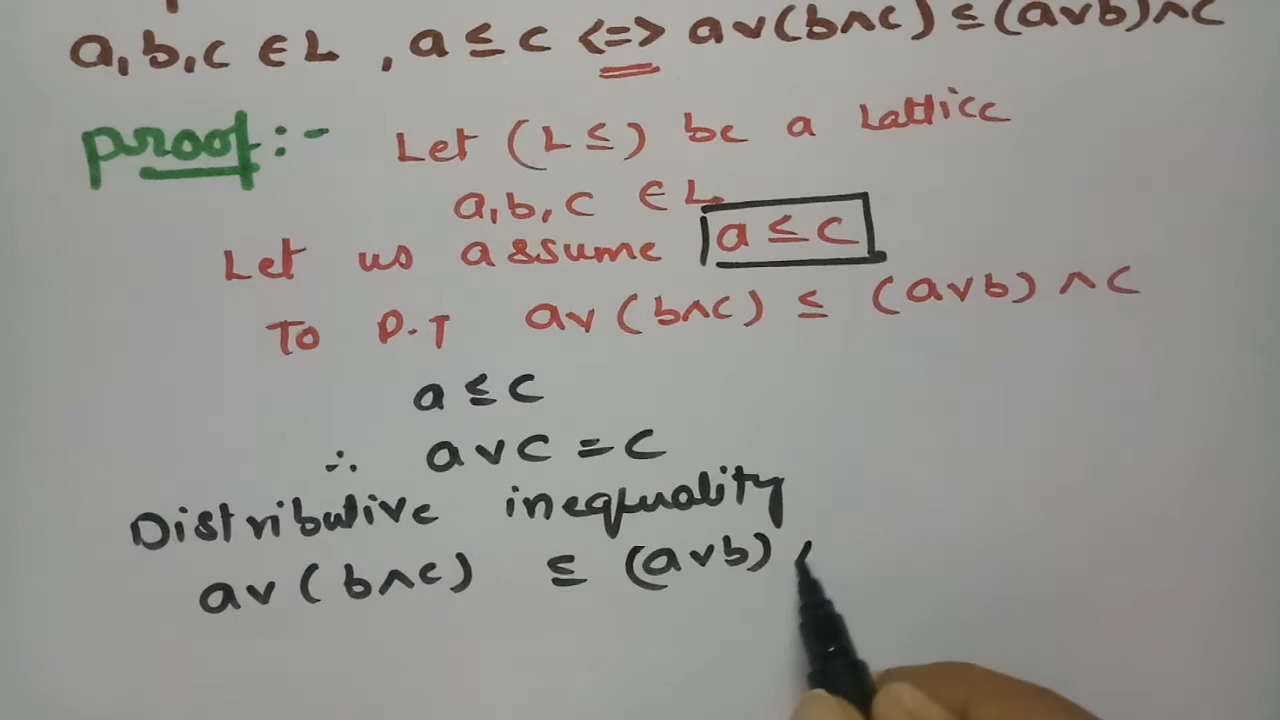 a, b, c ∈ L , a ≤ c <=> a∨(b∧c) ≤ (a∨b)∧c
proof:- Let (L ≤) be a Lattice
a, b, c ∈ L
Let us assume a ≤ c
To P.T a∨(b∧c) ≤ (a∨b)∧c
a ≤ c
∴ a∨c = c
Distributive inequality
a∨(b∧c) ≤ (a∨b)